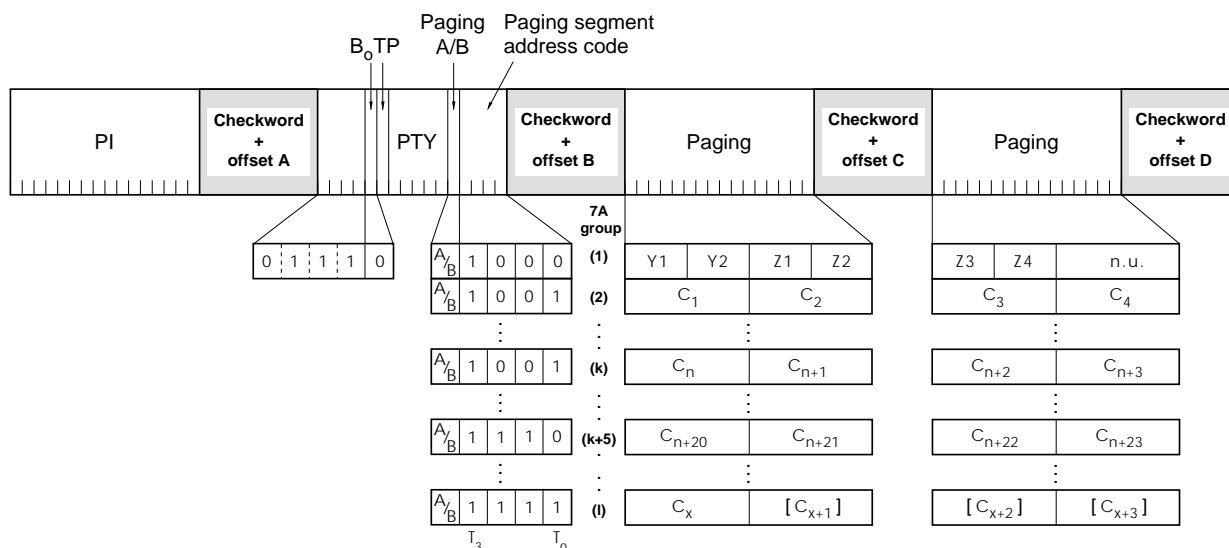 Paging Paging segment
B₀ TP A/B address code
PI Checkword + offset A PTY Checkword + offset B Paging Checkword + offset C Paging Checkword + offset D
7A group
0 1 1 1 0 A/B 1 0 0 0 (1) Y1 Y2 Z1 Z2 Z3 Z4 n.u.
A/B 1 0 0 1 (2) C₁ C₂ C₃ C₄
A/B 1 0 0 1 (k) Cₙ Cₙ₊₁ Cₙ₊₂ Cₙ₊₃
A/B 1 1 1 0 (k+5) Cₙ₊₂₀ Cₙ₊₂₁ Cₙ₊₂₂ Cₙ₊₂₃
A/B 1 1 1 1 (l) Cₓ [Cₓ₊₁] [Cₓ₊₂] [Cₓ₊₃]
T₃ T₀